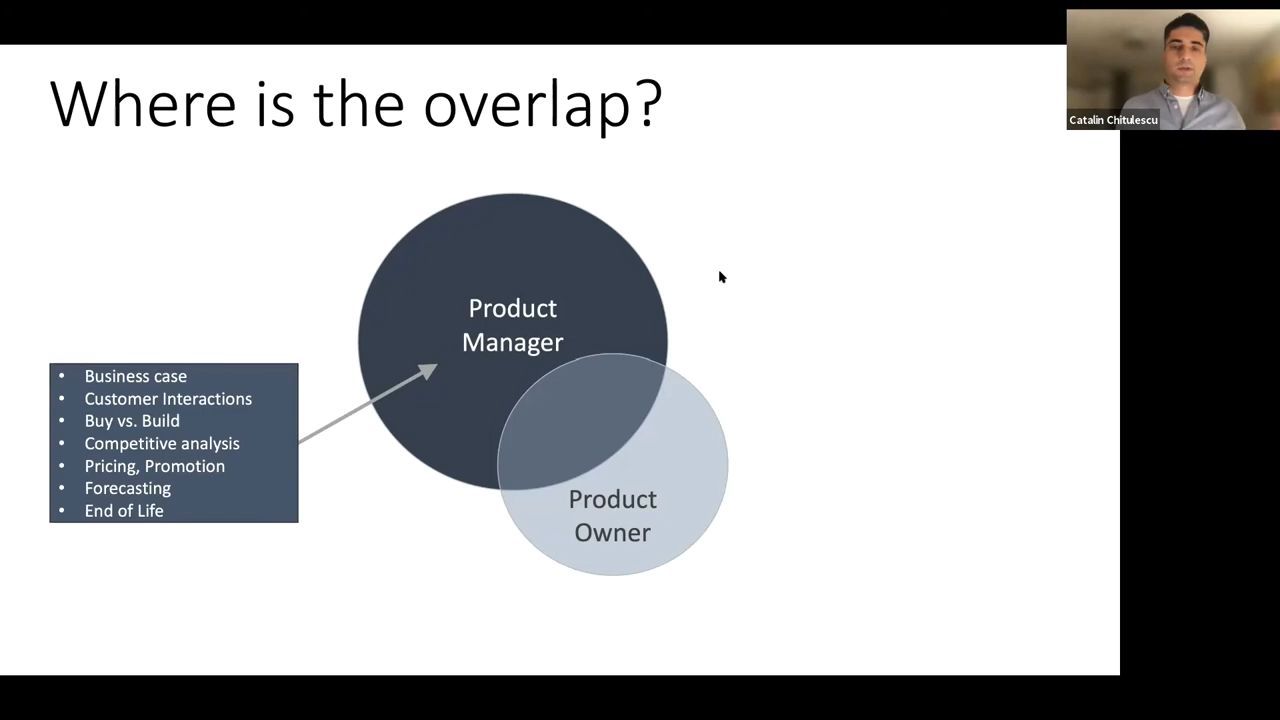 Where is the overlap?
Catalin Chitulescu
Product
Manager
• Business case
• Customer Interactions
• Buy vs. Build
• Competitive analysis
• Pricing, Promotion
• Forecasting
• End of Life
Product
Owner